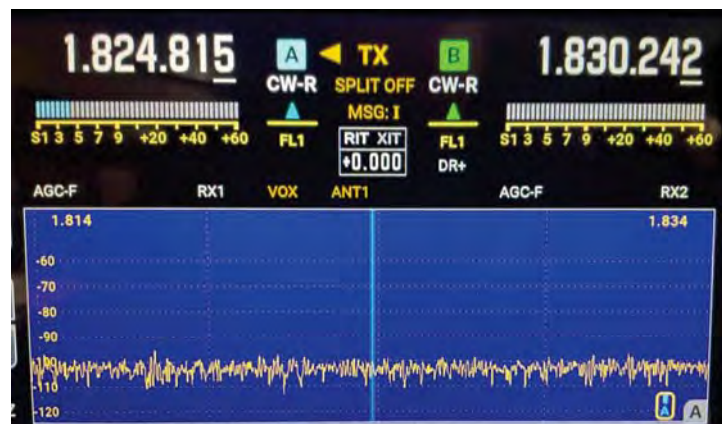 1.824.815 A TX B 1.830.242
CW-R SPLIT OFF CW-R
MSG: I
S1 3 5 7 9 +20 +40 +60 FL1 RIT XIT FL1 S1 3 5 7 9 +20 +40 +60
+0.000 DR+
AGC-F RX1 VOX ANT1 AGC-F RX2
1.814 1.834
-60
-70
-80
-90
-100
-110
-120
A
A